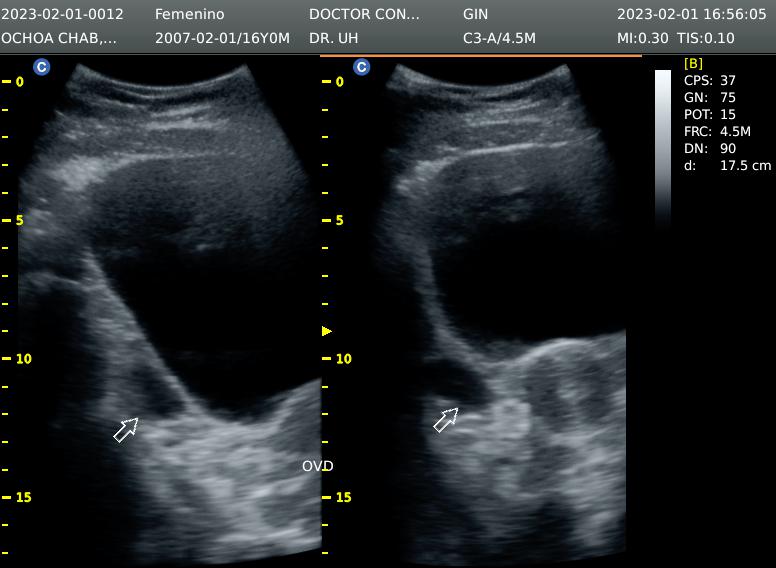 2023-02-01-0012 Femenino DOCTOR CON... GIN 2023-02-01 16:56:05
OCHOA CHAB,... 2007-02-01/16Y0M DR. UH C3-A/4.5M MI:0.30 TIS:0.10
C C [B]
0 0 CPS: 37
GN: 75
POT: 15
FRC: 4.5M
DN: 90
d: 17.5 cm
5 5
10 10
OVD
15 15